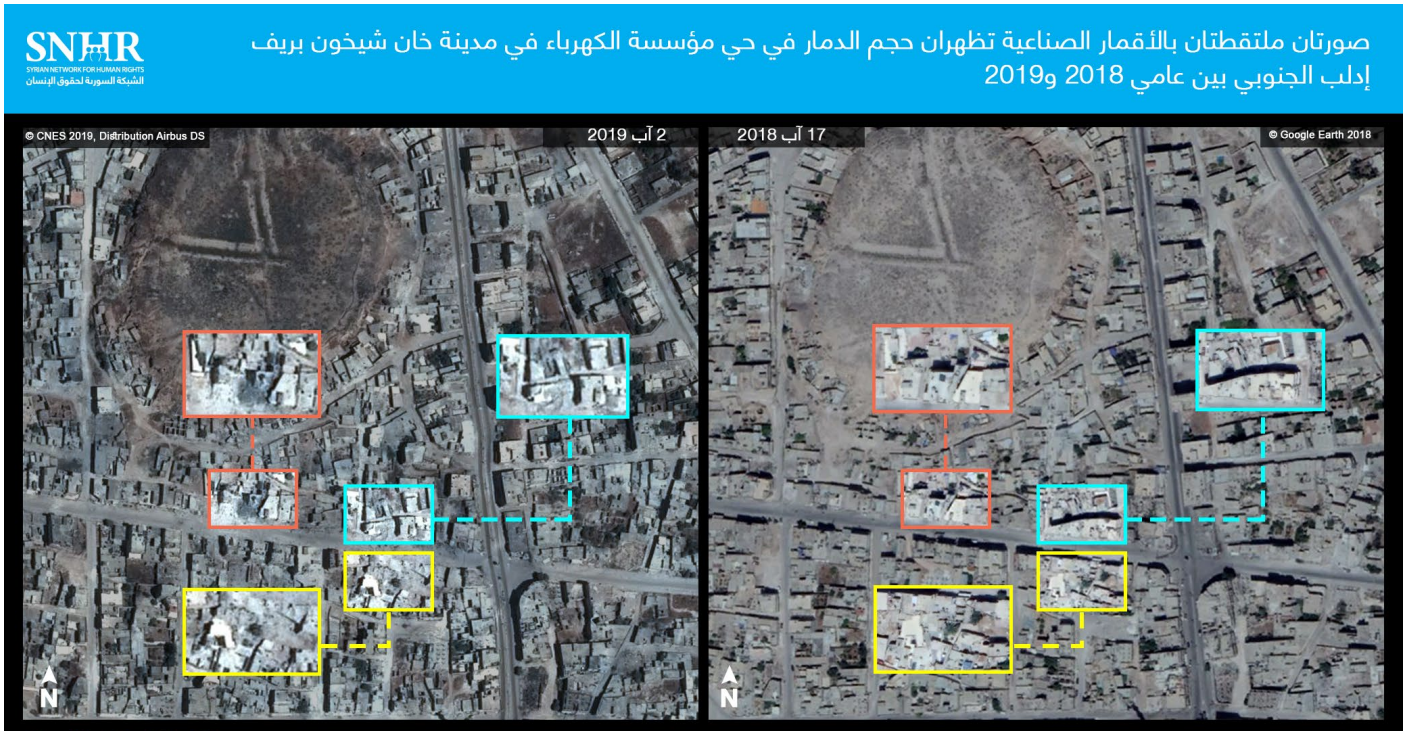 صورتان ملتقطتان بالأقمار الصناعية تظهران حجم الدمار في حي مؤسسة الكهرباء في مدينة خان شيخون بريف
إدلب الجنوبي بين عامي 2018 و2019
SNHR
SYRIAN NETWORK FOR HUMAN RIGHTS
الشبكة السورية لحقوق الإنسان
© Google Earth 2018
17 آب 2018
2 آب 2019
© CNES 2019, Distribution Airbus DS
N
N